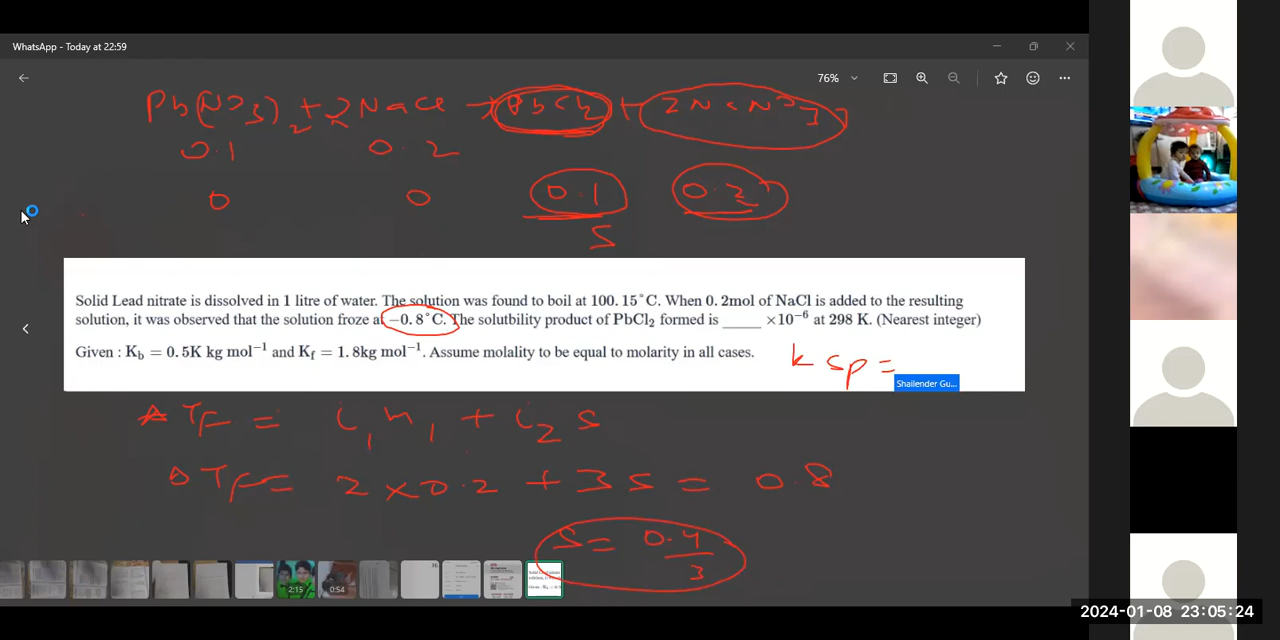 WhatsApp - Today at 22:59
76%
Pb(NO3)2 + 2NaCl → PbCl2 + 2NaNO3
0.1 0.2
0 0 0.1 0.2
S
Solid Lead nitrate is dissolved in 1 litre of water. The solution was found to boil at 100.15°C. When 0.2mol of NaCl is added to the resulting
solution, it was observed that the solution froze at −0.8°C. The solutbility product of PbCl2 formed is _____ ×10−6 at 298 K. (Nearest integer)
Given : Kb = 0.5K kg mol−1 and Kf = 1.8kg mol−1. Assume molality to be equal to molarity in all cases.
k sp =
Shailender Gu...
ΔTF = i1 n1 + i2 s
ΔTF = 2 × 0.2 + 3s = 0.8
S = 0.4/3
2:15 0:54
2024-01-08 23:05:24